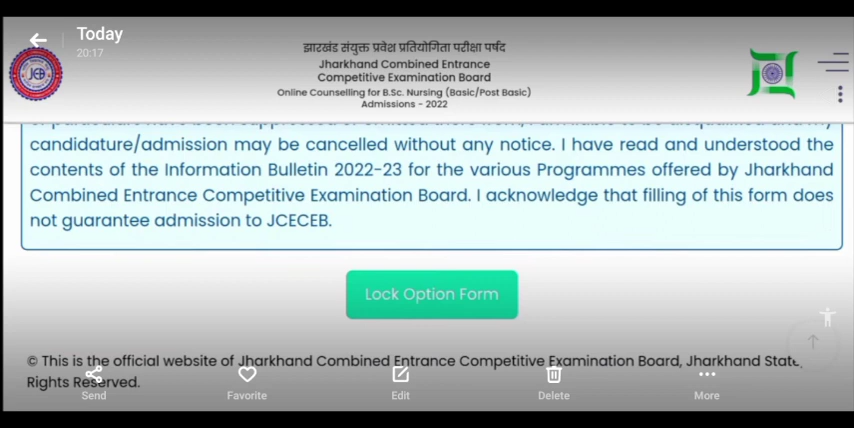 Today
20:17
झारखंड संयुक्त प्रवेश प्रतियोगिता परीक्षा पर्षद
Jharkhand Combined Entrance
Competitive Examination Board
Online Counselling for B.Sc. Nursing (Basic/Post Basic)
Admissions - 2022
JCEB
candidature/admission may be cancelled without any notice. I have read and understood the
contents of the Information Bulletin 2022-23 for the various Programmes offered by Jharkhand
Combined Entrance Competitive Examination Board. I acknowledge that filling of this form does
not guarantee admission to JCECEB.
Lock Option Form
© This is the official website of Jharkhand Combined Entrance Competitive Examination Board, Jharkhand State,
Rights Reserved.
Send
Favorite
Edit
Delete
More